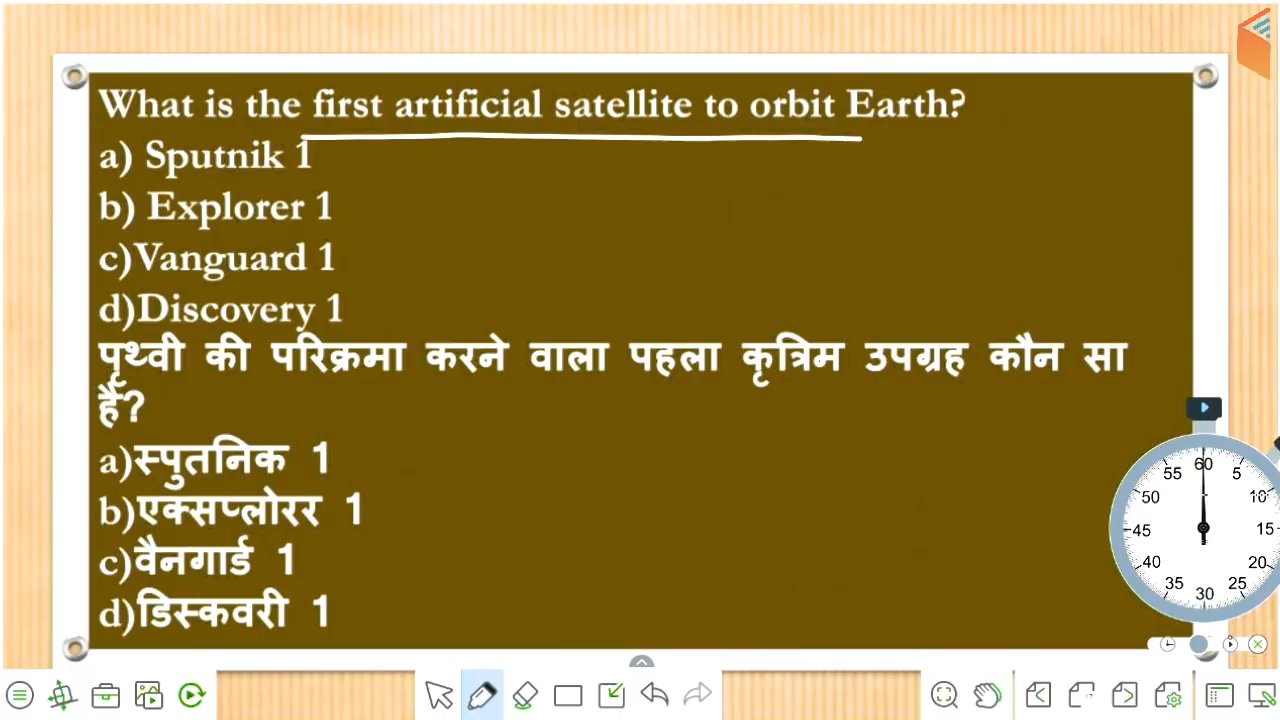 What is the first artificial satellite to orbit Earth?
a) Sputnik 1
b) Explorer 1
c)Vanguard 1
d)Discovery 1
पृथ्वी की परिक्रमा करने वाला पहला कृत्रिम उपग्रह कौन सा
है?
a)स्पुतनिक 1
b)एक्सप्लोरर 1
c)वैनगार्ड 1
d)डिस्कवरी 1
60
55 5
50 10
45 15
40 20
35 25
30